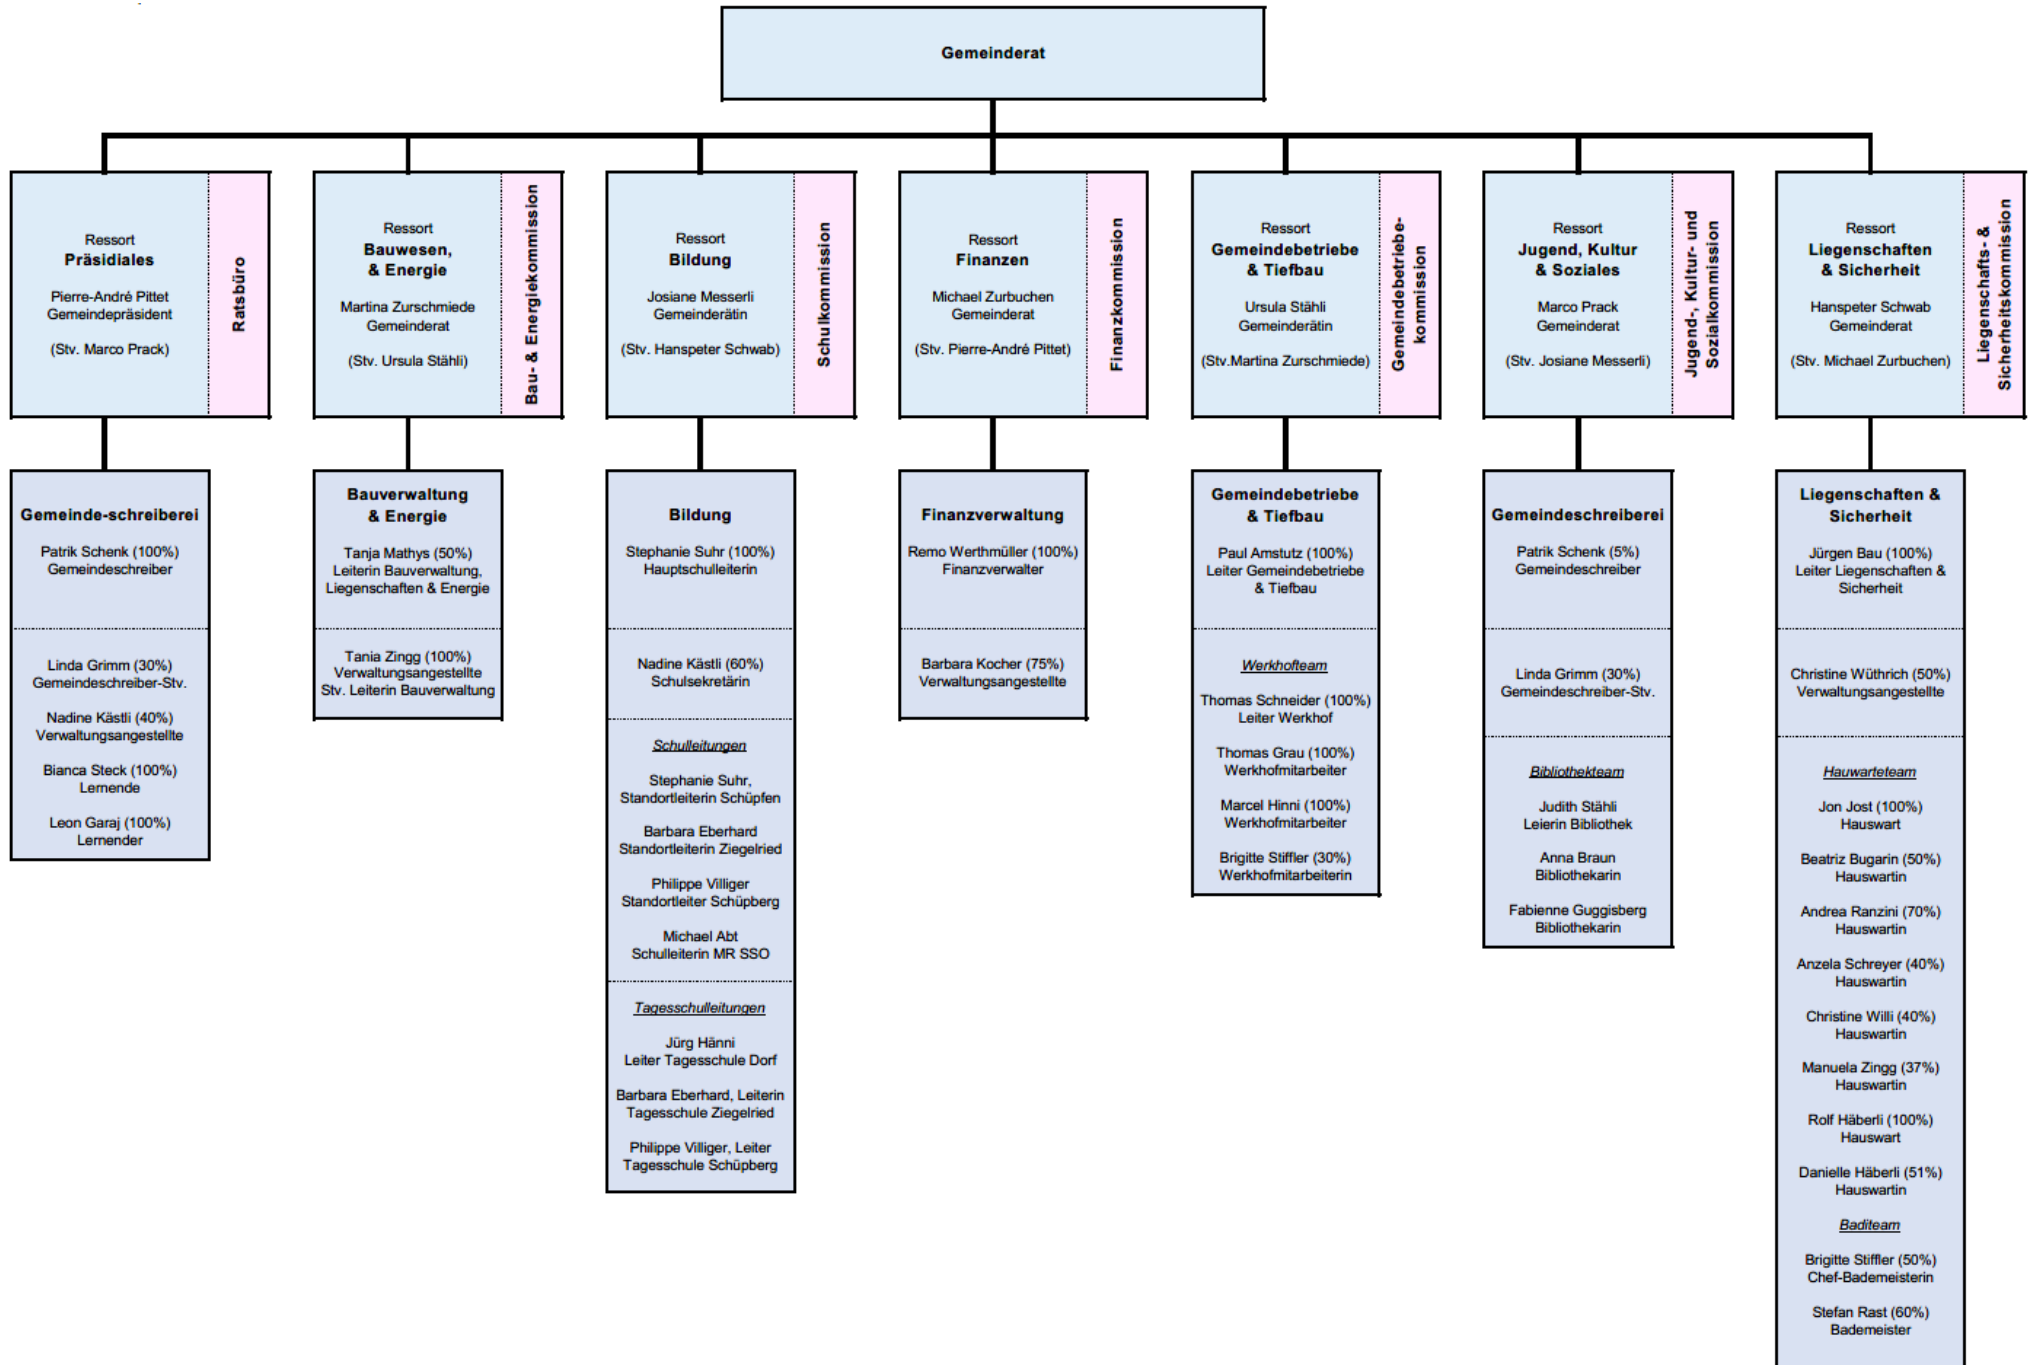 Gemeinderat
Ressort
Präsidiales
Pierre-André Pittet
Gemeindepräsident
(Stv. Marco Prack)
Ratsbüro
Ressort
Bauwesen,
& Energie
Martina Zurschmiede
Gemeinderat
(Stv. Ursula Stähli)
Bau- & Energiekommission
Ressort
Bildung
Josiane Messerli
Gemeinderätin
(Stv. Hanspeter Schwab)
Schulkommission
Ressort
Finanzen
Michael Zurbuchen
Gemeinderat
(Stv. Pierre-André Pittet)
Finanzkommission
Ressort
Gemeindebetriebe
& Tiefbau
Ursula Stähli
Gemeinderätin
(Stv.Martina Zurschmiede)
Gemeindebetriebe-
kommission
Ressort
Jugend, Kultur
& Soziales
Marco Prack
Gemeinderat
(Stv. Josiane Messerli)
Jugend-, Kultur- und
Sozialkommission
Ressort
Liegenschaften
& Sicherheit
Hanspeter Schwab
Gemeinderat
(Stv. Michael Zurbuchen)
Liegenschafts- &
Sicherheitskommission
Gemeinde-schreiberei
Patrik Schenk (100%)
Gemeindeschreiber
Linda Grimm (30%)
Gemeindeschreiber-Stv.
Nadine Kästli (40%)
Verwaltungsangestellte
Bianca Steck (100%)
Lernende
Leon Garaj (100%)
Lernender
Bauverwaltung
& Energie
Tanja Mathys (50%)
Leiterin Bauverwaltung,
Liegenschaften & Energie
Tania Zingg (100%)
Verwaltungsangestellte
Stv. Leiterin Bauverwaltung
Bildung
Stephanie Suhr (100%)
Hauptschulleiterin
Nadine Kästli (60%)
Schulsekretärin
Schulleitungen
Stephanie Suhr,
Standortleiterin Schüpfen
Barbara Eberhard
Standortleiterin Ziegelried
Philippe Villiger
Standortleiter Schüpberg
Michael Abt
Schulleiterin MR SSO
Tagesschulleitungen
Jürg Hänni
Leiter Tagesschule Dorf
Barbara Eberhard, Leiterin
Tagesschule Ziegelried
Philippe Villiger, Leiter
Tagesschule Schüpberg
Finanzverwaltung
Remo Werthmüller (100%)
Finanzverwalter
Barbara Kocher (75%)
Verwaltungsangestellte
Gemeindebetriebe
& Tiefbau
Paul Amstutz (100%)
Leiter Gemeindebetriebe
& Tiefbau
Werkhofteam
Thomas Schneider (100%)
Leiter Werkhof
Thomas Grau (100%)
Werkhofmitarbeiter
Marcel Hinni (100%)
Werkhofmitarbeiter
Brigitte Stiffler (30%)
Werkhofmitarbeiterin
Gemeindeschreiberei
Patrik Schenk (5%)
Gemeindeschreiber
Linda Grimm (30%)
Gemeindeschreiber-Stv.
Bibliothekteam
Judith Stähli
Leierin Bibliothek
Anna Braun
Bibliothekarin
Fabienne Guggisberg
Bibliothekarin
Liegenschaften &
Sicherheit
Jürgen Bau (100%)
Leiter Liegenschaften &
Sicherheit
Christine Wüthrich (50%)
Verwaltungsangestellte
Hauwarteteam
Jon Jost (100%)
Hauswart
Beatriz Bugarin (50%)
Hauswartin
Andrea Ranzini (70%)
Hauswartin
Anzela Schreyer (40%)
Hauswartin
Christine Willi (40%)
Hauswartin
Manuela Zingg (37%)
Hauswartin
Rolf Häberli (100%)
Hauswart
Danielle Häberli (51%)
Hauswartin
Baditeam
Brigitte Stiffler (50%)
Chef-Bademeisterin
Stefan Rast (60%)
Bademeister